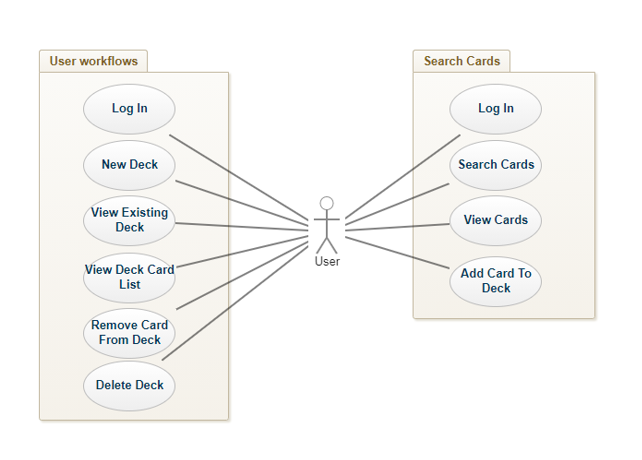 User workflows
Log In
New Deck
View Existing
Deck
View Deck Card
List
Remove Card
From Deck
Delete Deck
User
Search Cards
Log In
Search Cards
View Cards
Add Card To
Deck